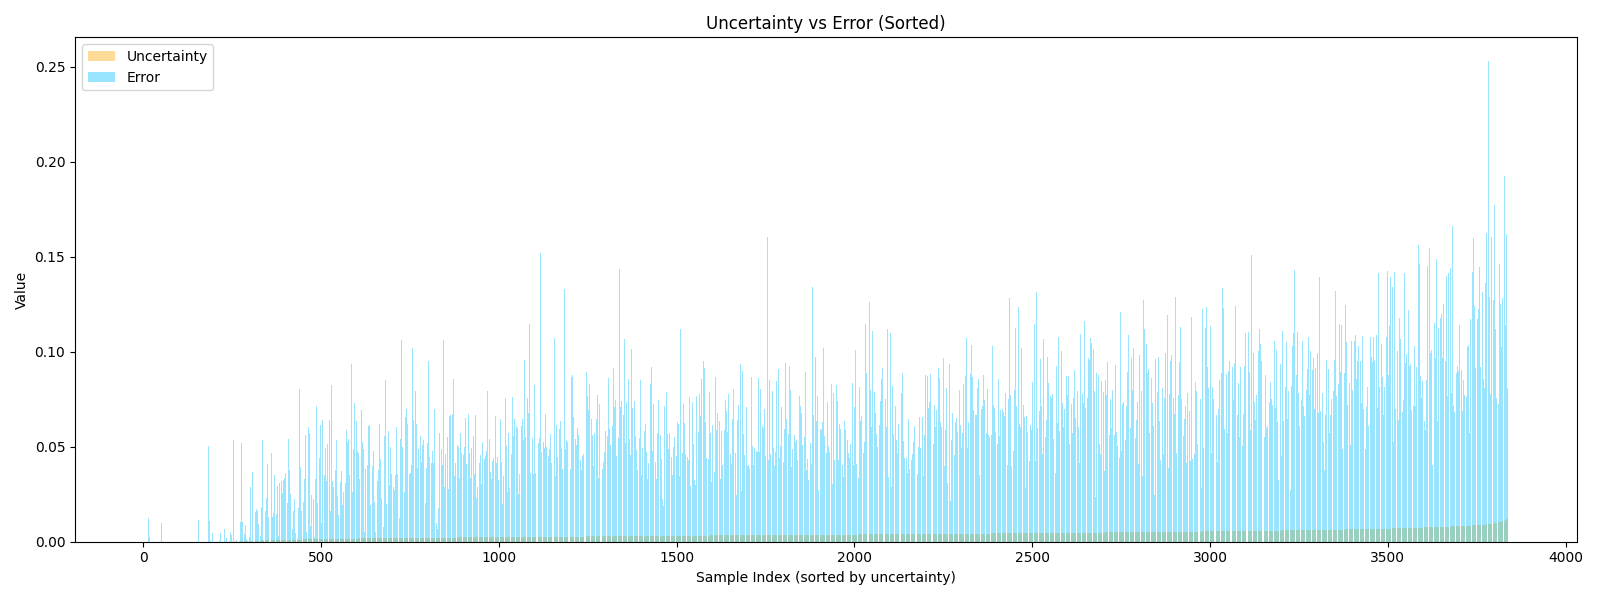 Uncertainty vs Error (Sorted)
Uncertainty
Error
0.25
0.20
0.15
0.10
0.05
0.00
Value
0 500 1000 1500 2000 2500 3000 3500 4000
Sample Index (sorted by uncertainty)